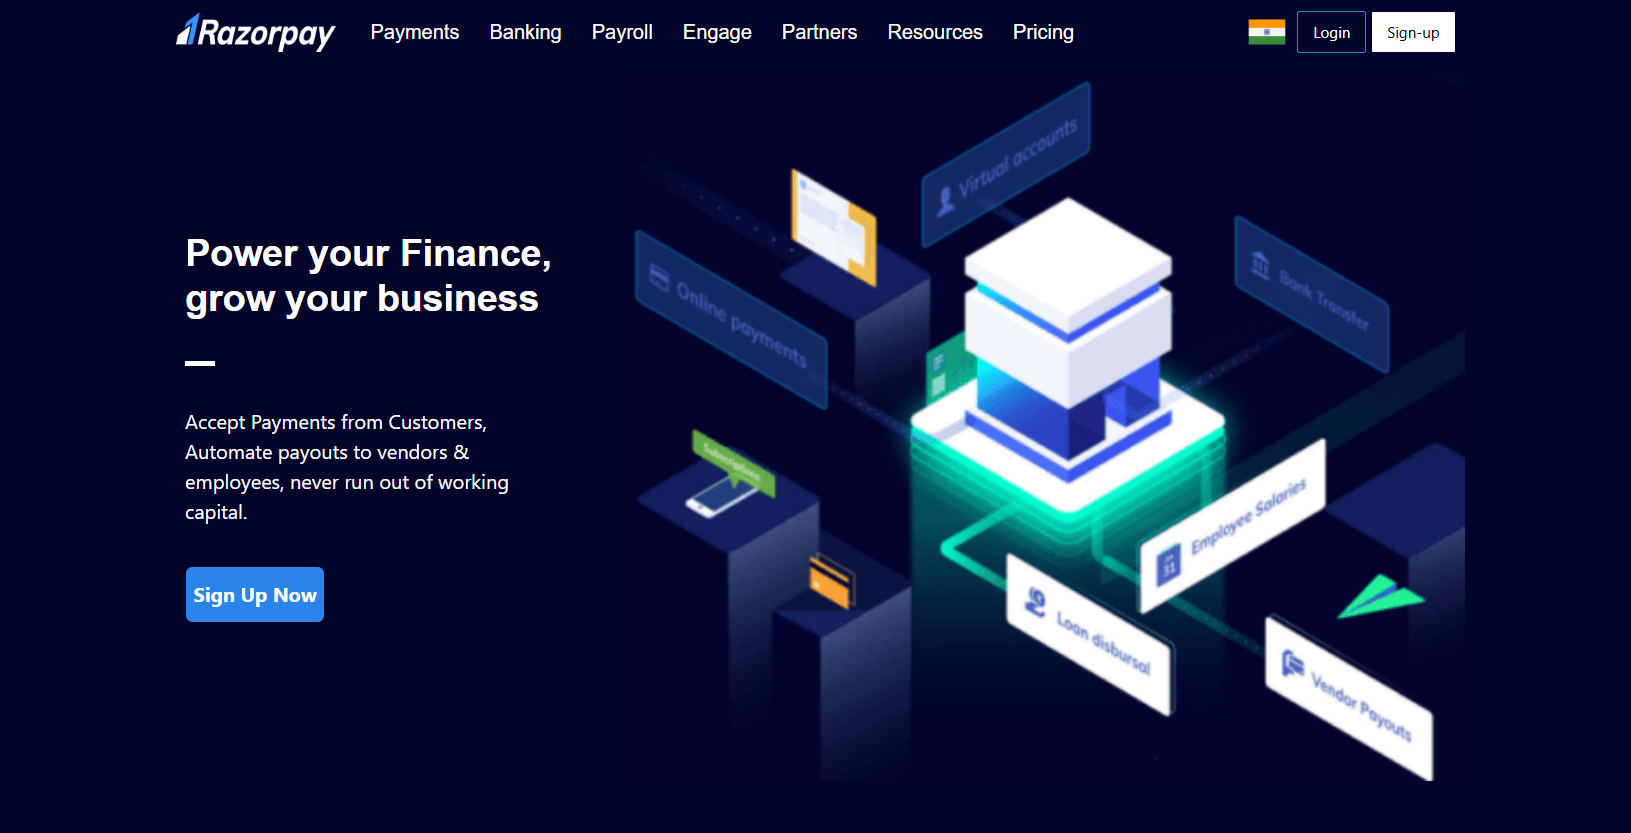 Razorpay
Payments
Banking
Payroll
Engage
Partners
Resources
Pricing
Login
Sign-up
Power your Finance,
grow your business
Accept Payments from Customers,
Automate payouts to vendors &
employees, never run out of working
capital.
Sign Up Now
Virtual accounts
Online payments
Bank Transfer
Subscriptions
Employee Salaries
31
Loan disbursal
Vendor Payouts